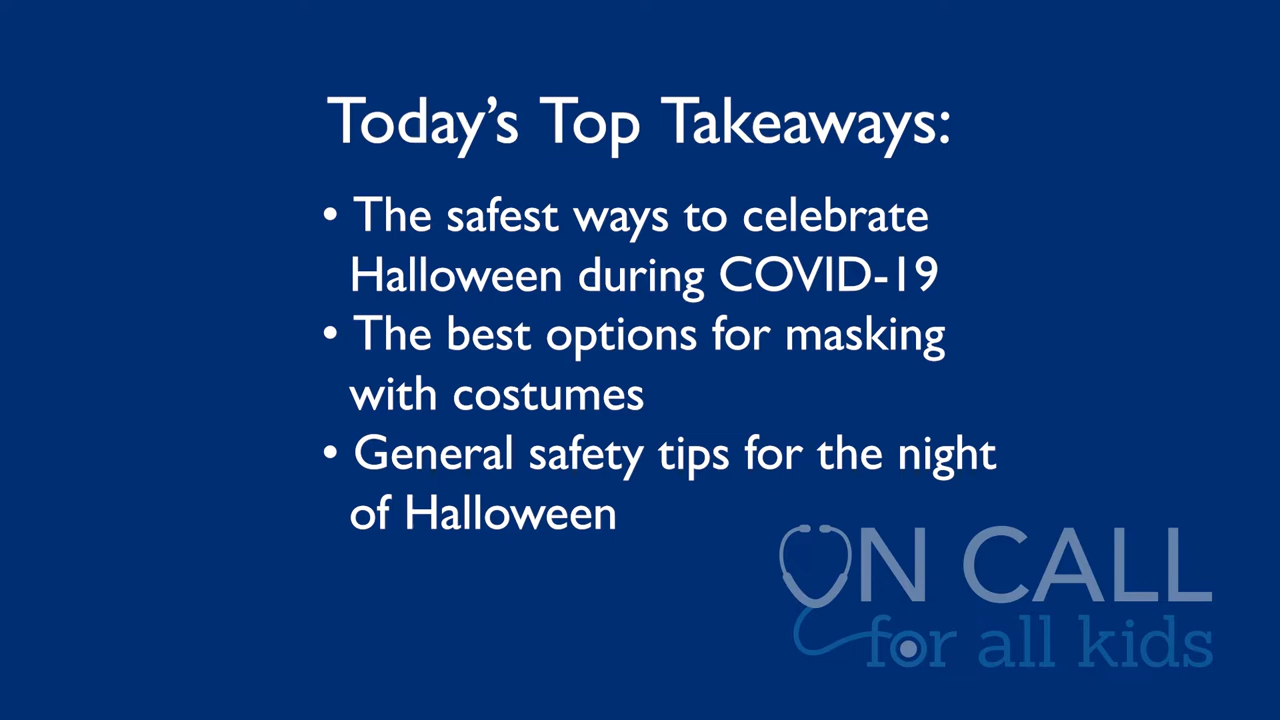 Today's Top Takeaways:
• The safest ways to celebrate
Halloween during COVID-19
• The best options for masking
with costumes
• General safety tips for the night
of Halloween
ON CALL
for all kids